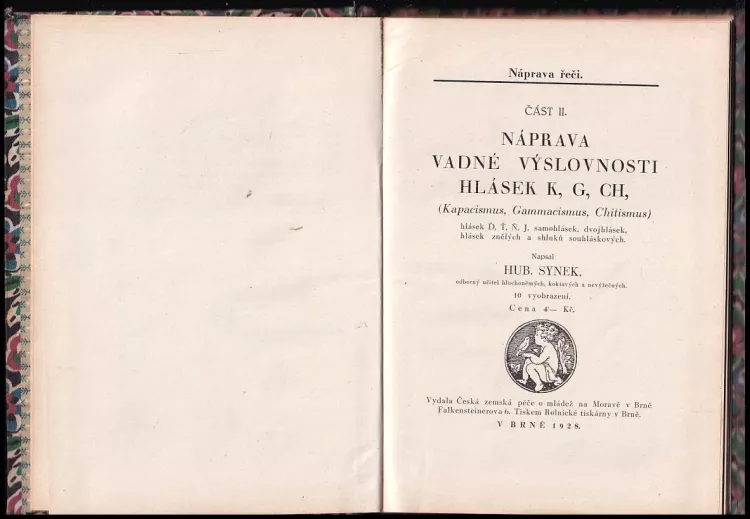 Náprava řeči.
ČÁST II.
NÁPRAVA
VADNÉ VÝSLOVNOSTI
HLÁSEK K, G, CH,
(Kapacismus, Gammacismus, Chitismus)
hlásek Ď, Ť, Ň, J, samohlásek, dvojhlásek,
hlásek znělých a shluků souhláskových.
Napsal
HUB. SYNEK,
odborný učitel hluchoněmých, koktavých a nevýřečných.
10 vyobrazení.
Cena 4·— Kč.
Vydala Česká zemská péče o mládež na Moravě v Brně
Falkensteinerova 6. Tiskem Rolnické tiskárny v Brně.
V BRNĚ 1928.